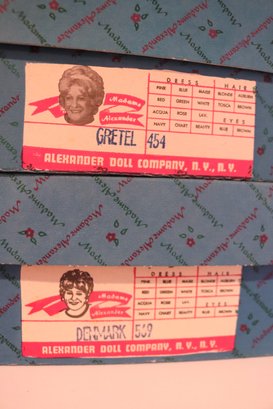 Madame Alexander
DRESS HAIR
PINK BLUE MAIZE BLONDE AUBURN
RED GREEN WHITE TOSCA BROWN
AQUA ROSE LAV. EYES
NAVY CHART BEAUTY BLUE BROWN
Madame
Alexander
GRETEL 454
ALEXANDER DOLL COMPANY, N.Y., N.Y.
Madame Alexander
DRESS HAIR
PINK BLUE MAIZE BLONDE AUBURN
RED GREEN WHITE TOSCA BROWN
AQUA ROSE LAV. EYES
NAVY CHART BEAUTY BLUE BROWN
Madame
Alexander
DENMARK 569
ALEXANDER DOLL COMPANY, N.Y., N.Y.